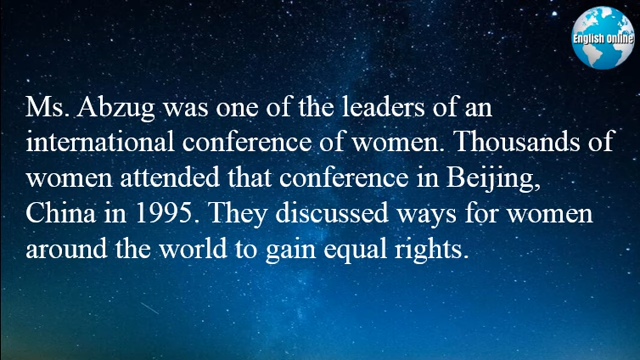 English Online
Ms. Abzug was one of the leaders of an
international conference of women. Thousands of
women attended that conference in Beijing,
China in 1995. They discussed ways for women
around the world to gain equal rights.